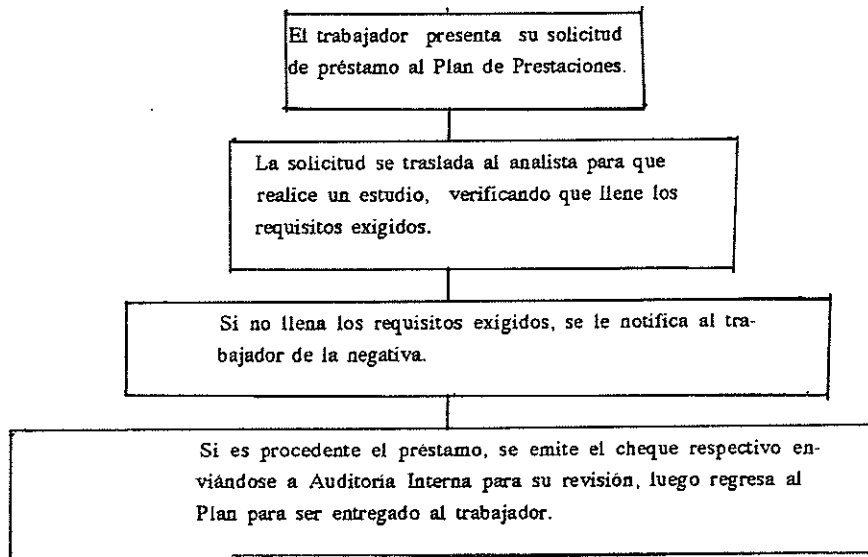 El trabajador presenta su solicitud
de préstamo al Plan de Prestaciones.
La solicitud se traslada al analista para que
realice un estudio, verificando que llene los
requisitos exigidos.
Si no llena los requisitos exigidos, se le notifica al tra-
bajador de la negativa.
Si es procedente el préstamo, se emite el cheque respectivo en-
viándose a Auditoría Interna para su revisión, luego regresa al
Plan para ser entregado al trabajador.